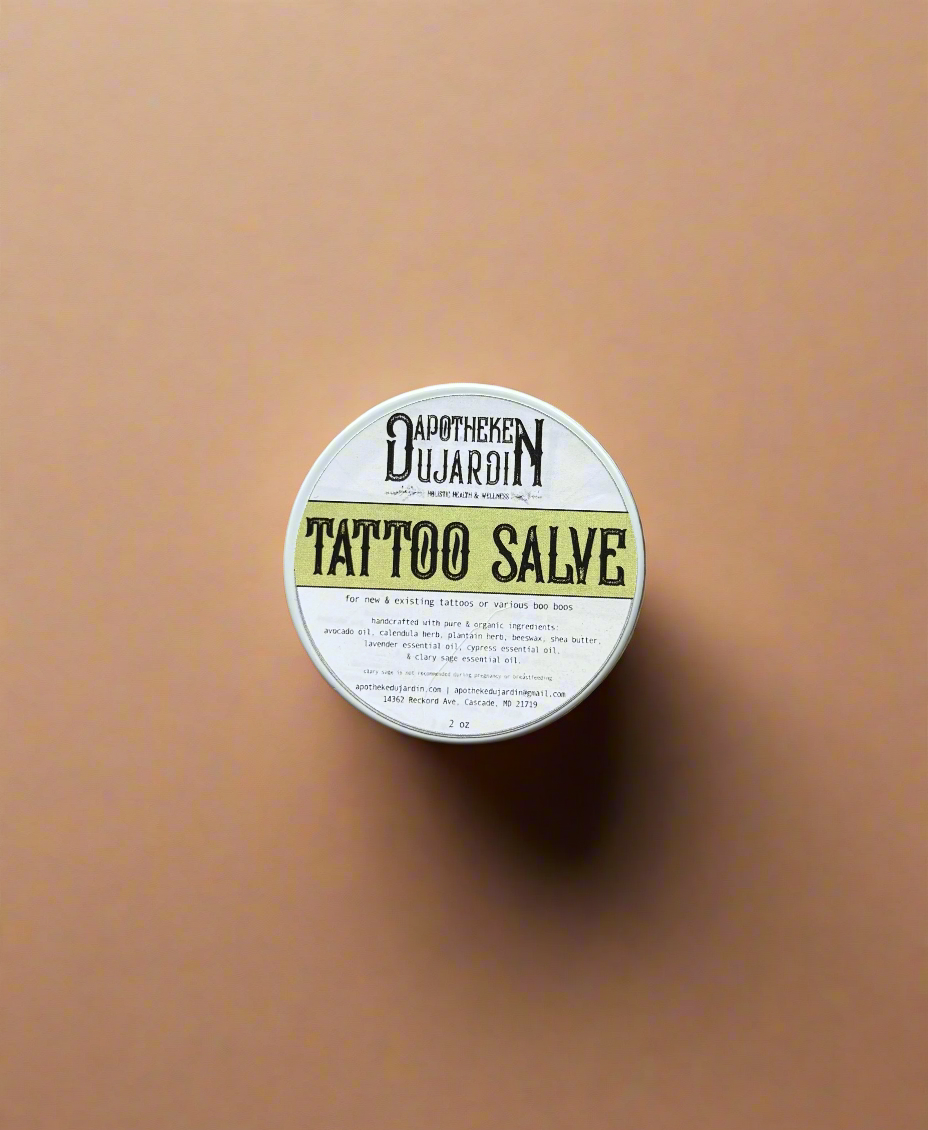 APOTHEKE
DUJARDIN
HOLISTIC HEALTH & WELLNESS
TATTOO SALVE
for new & existing tattoos or various boo boos
handcrafted with pure & organic ingredients:
avocado oil, calendula herb, plantain herb, beeswax, shea butter,
lavender essential oil, cypress essential oil,
& clary sage essential oil.
clary sage is not recommended during pregnancy or breastfeeding
apothekedujardin.com | apothekedujardin@gmail.com
14362 Reckord Ave. Cascade, MD 21719
2 oz